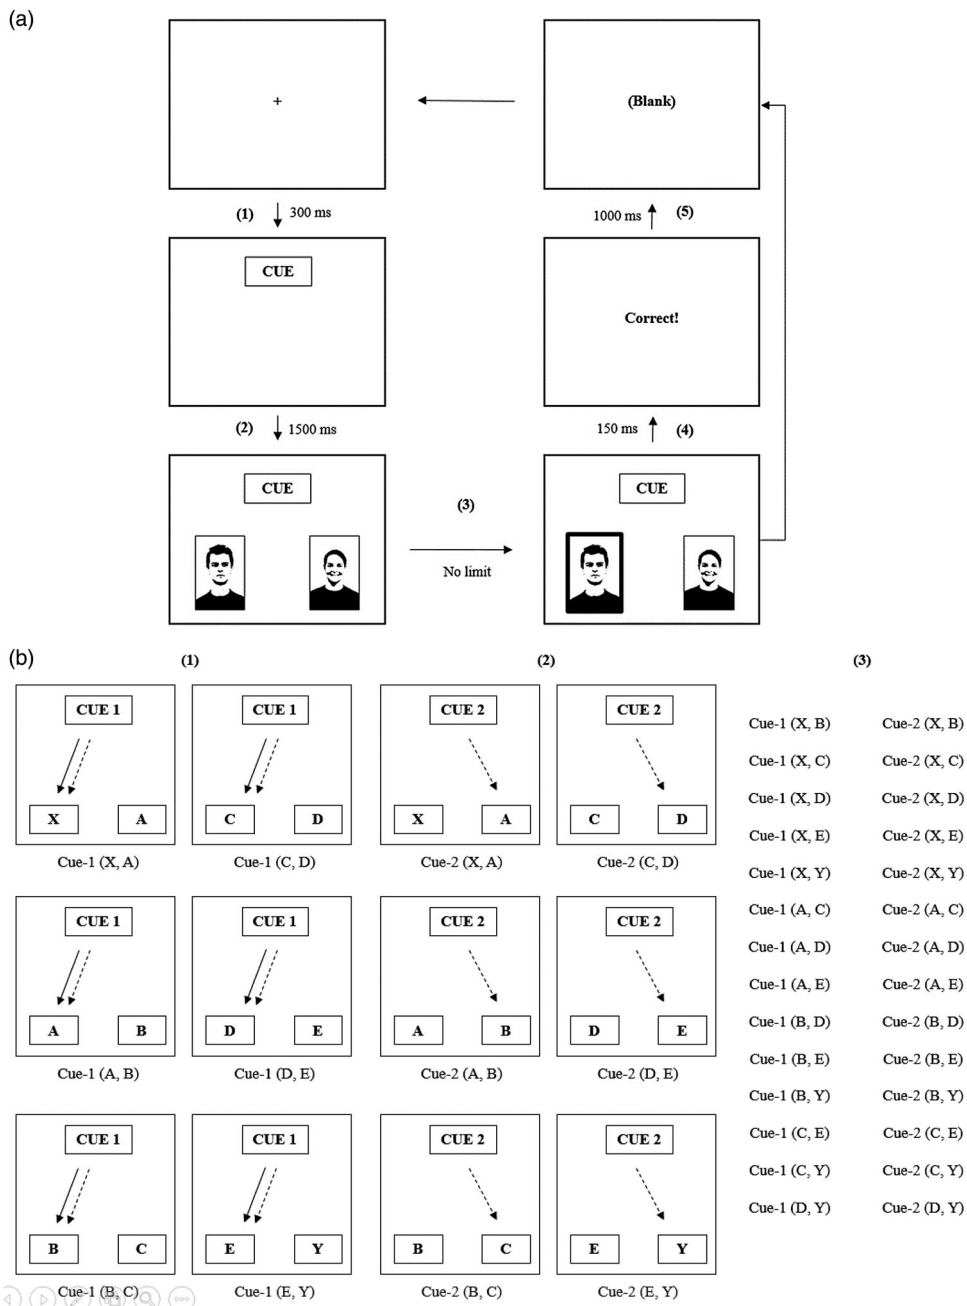 (a)
+
(Blank)
(1)
300 ms
1000 ms
(5)
CUE
Correct!
(2)
1500 ms
150 ms
(4)
CUE
(3)
No limit
CUE
(b)
(1)
(2)
(3)
CUE 1
X
A
Cue-1 (X, A)
CUE 1
C
D
Cue-1 (C, D)
CUE 2
X
A
Cue-2 (X, A)
CUE 2
C
D
Cue-2 (C, D)
CUE 1
A
B
Cue-1 (A, B)
CUE 1
D
E
Cue-1 (D, E)
CUE 2
A
B
Cue-2 (A, B)
CUE 2
D
E
Cue-2 (D, E)
CUE 1
B
C
Cue-1 (B, C)
CUE 1
E
Y
Cue-1 (E, Y)
CUE 2
B
C
Cue-2 (B, C)
CUE 2
E
Y
Cue-2 (E, Y)
Cue-1 (X, B)
Cue-1 (X, C)
Cue-1 (X, D)
Cue-1 (X, E)
Cue-1 (X, Y)
Cue-1 (A, C)
Cue-1 (A, D)
Cue-1 (A, E)
Cue-1 (B, D)
Cue-1 (B, E)
Cue-1 (B, Y)
Cue-1 (C, E)
Cue-1 (C, Y)
Cue-1 (D, Y)
Cue-2 (X, B)
Cue-2 (X, C)
Cue-2 (X, D)
Cue-2 (X, E)
Cue-2 (X, Y)
Cue-2 (A, C)
Cue-2 (A, D)
Cue-2 (A, E)
Cue-2 (B, D)
Cue-2 (B, E)
Cue-2 (B, Y)
Cue-2 (C, E)
Cue-2 (C, Y)
Cue-2 (D, Y)